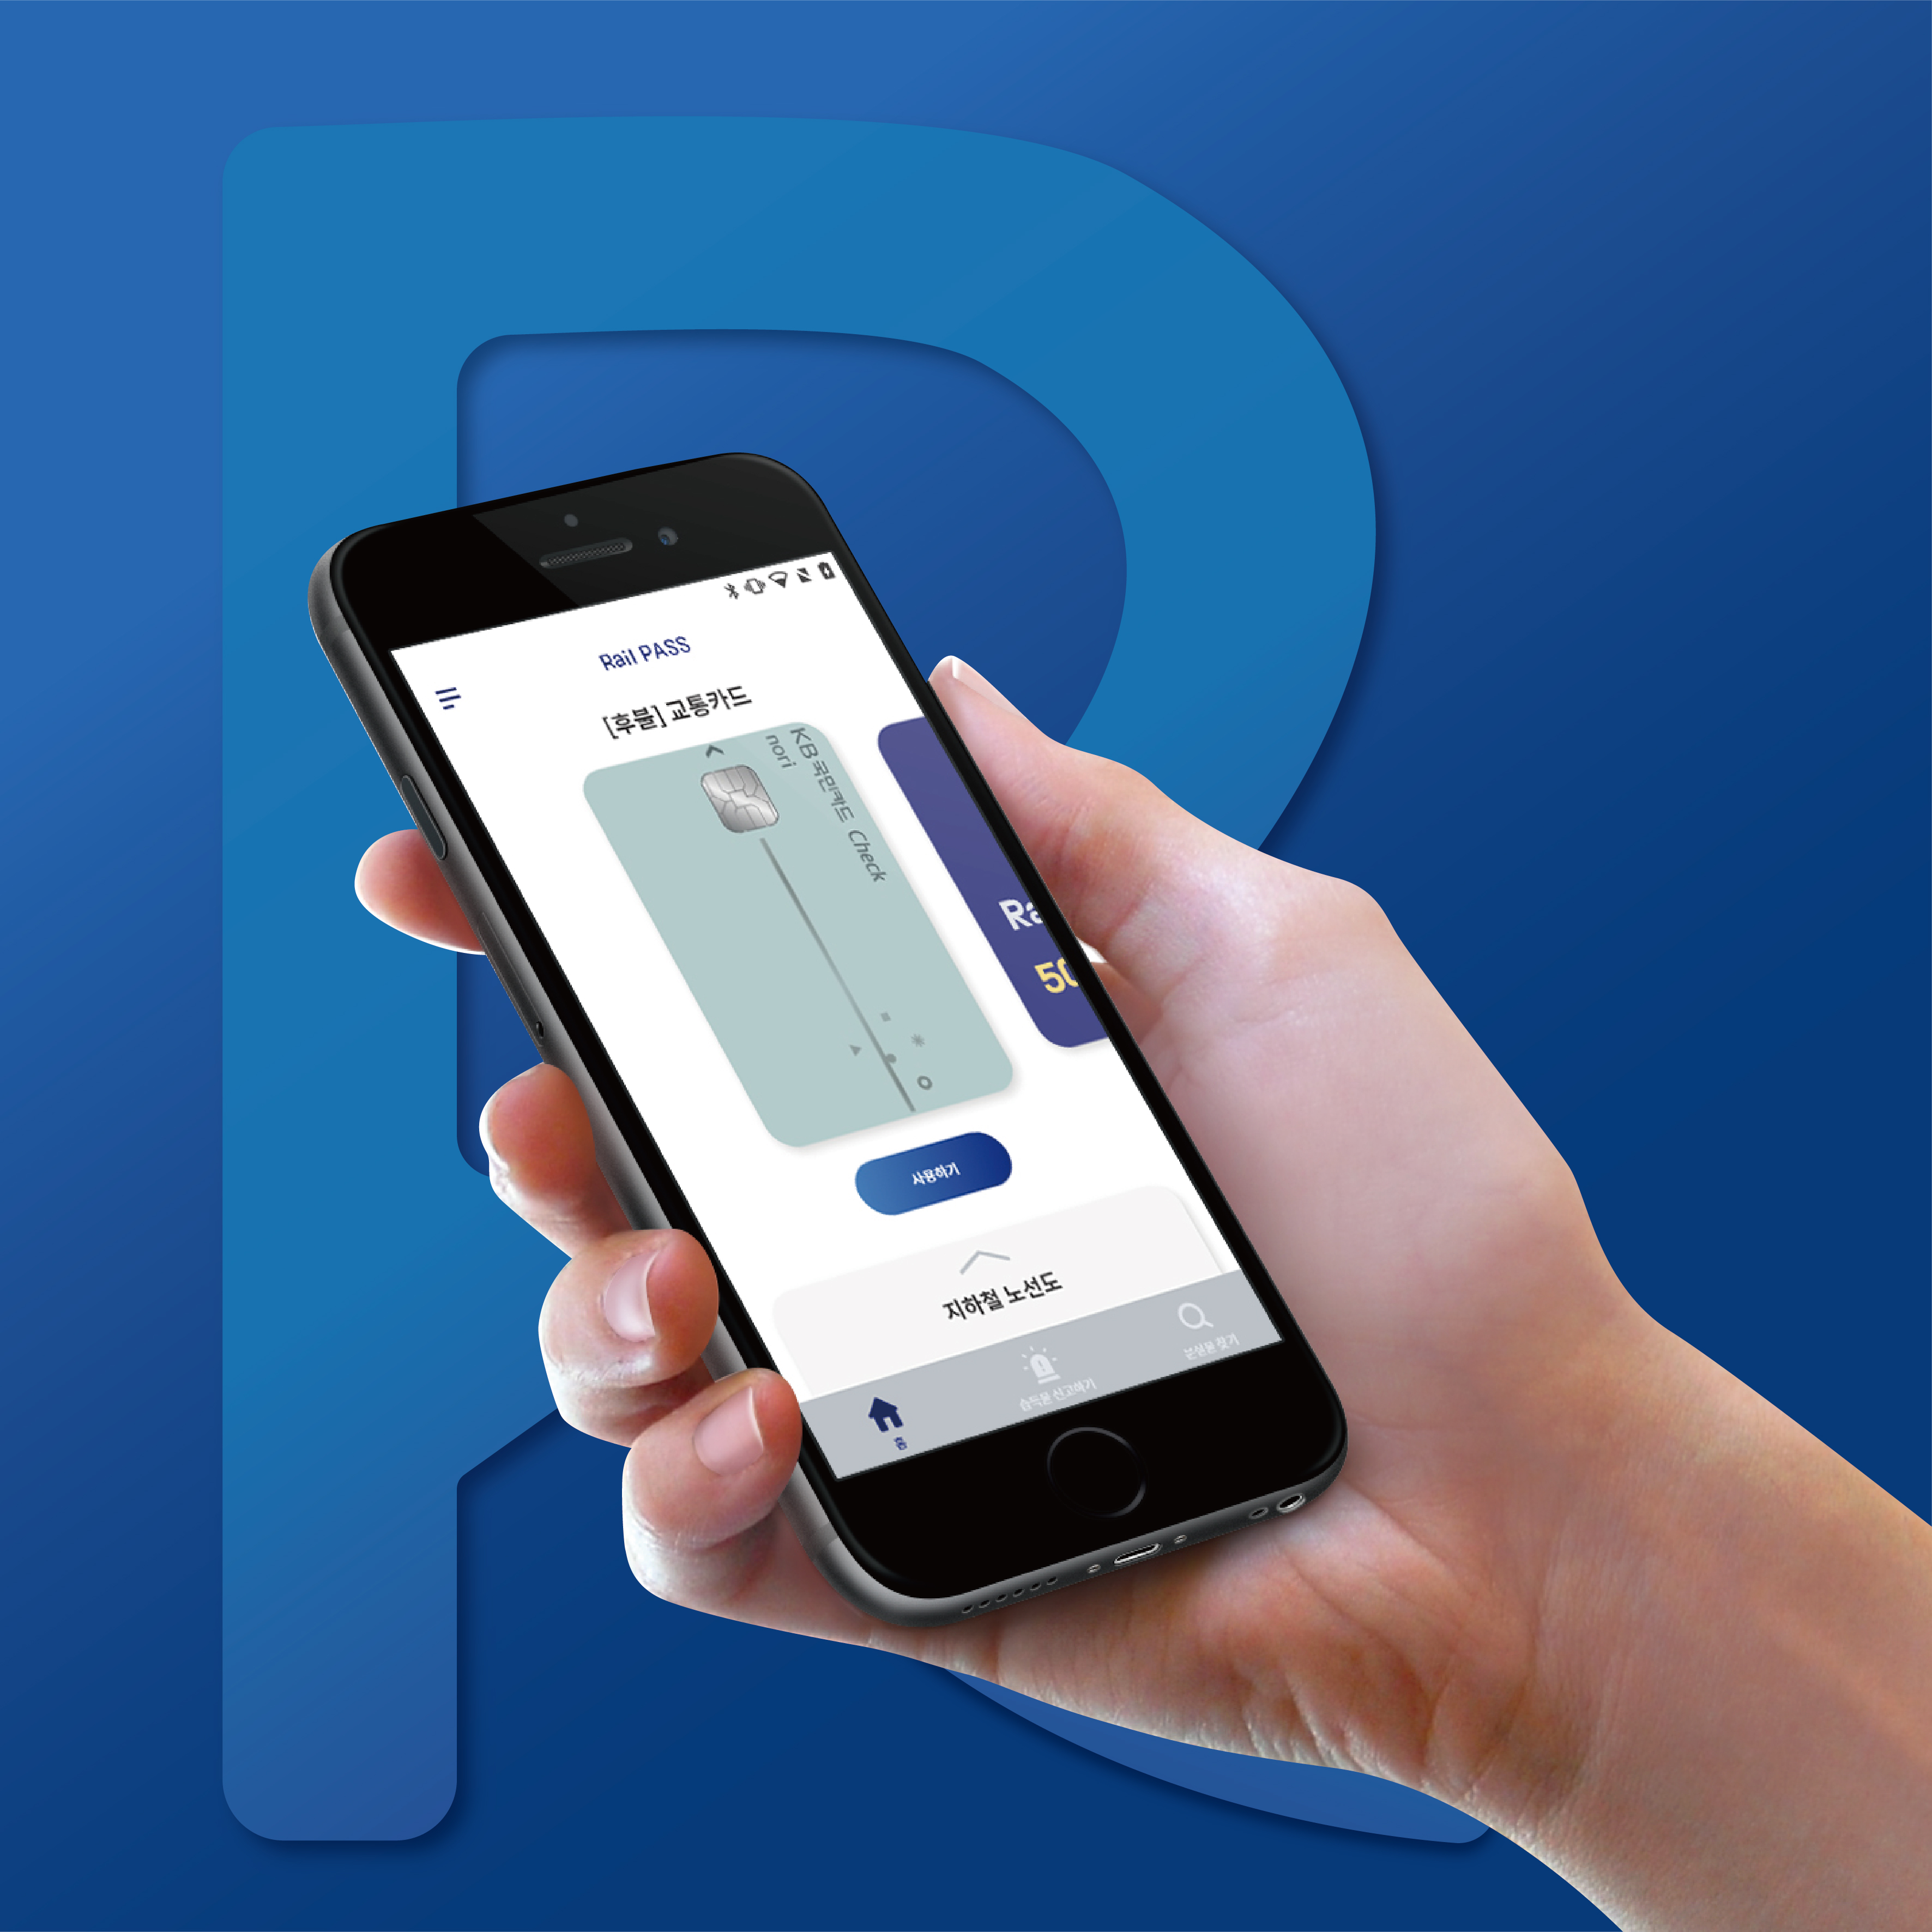 Rail PASS
[후불] 교통카드
KB국민카드 Check
nori
Ra
50
사용하기
지하철 노선도
홈
습득물 신고하기
분실물 찾기